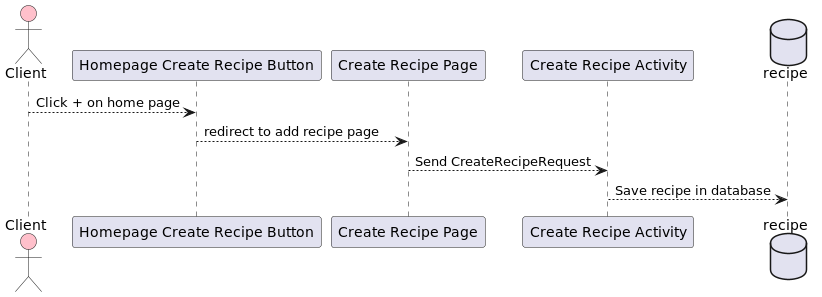 Client
Homepage Create Recipe Button
Create Recipe Page
Create Recipe Activity
recipe
Click + on home page
redirect to add recipe page
Send CreateRecipeRequest
Save recipe in database
Client
Homepage Create Recipe Button
Create Recipe Page
Create Recipe Activity
recipe